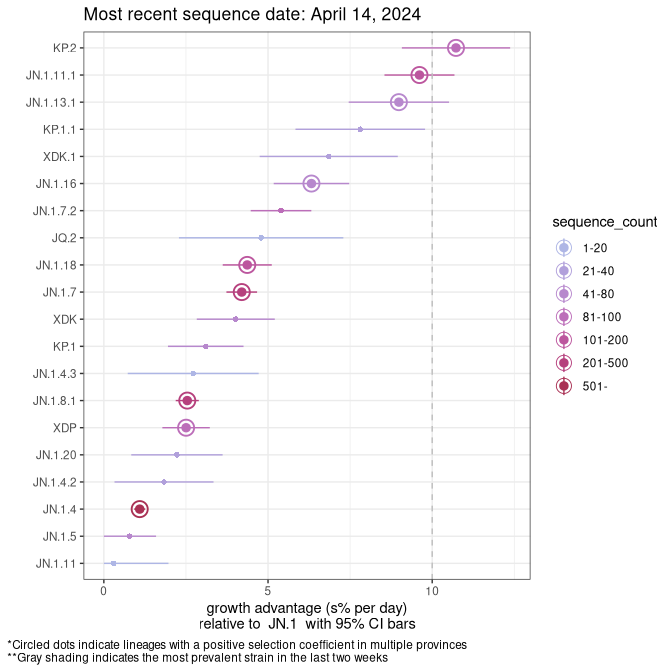 Most recent sequence date: April 14, 2024
KP.2
JN.1.11.1
JN.1.13.1
KP.1.1
XDK.1
JN.1.16
JN.1.7.2
JQ.2
JN.1.18
JN.1.7
XDK
KP.1
JN.1.4.3
JN.1.8.1
XDP
JN.1.20
JN.1.4.2
JN.1.4
JN.1.5
JN.1.11
0 5 10
growth advantage (s% per day)
relative to JN.1 with 95% CI bars
sequence_count
1-20
21-40
41-80
81-100
101-200
201-500
501-
*Circled dots indicate lineages with a positive selection coefficient in multiple provinces
**Gray shading indicates the most prevalent strain in the last two weeks